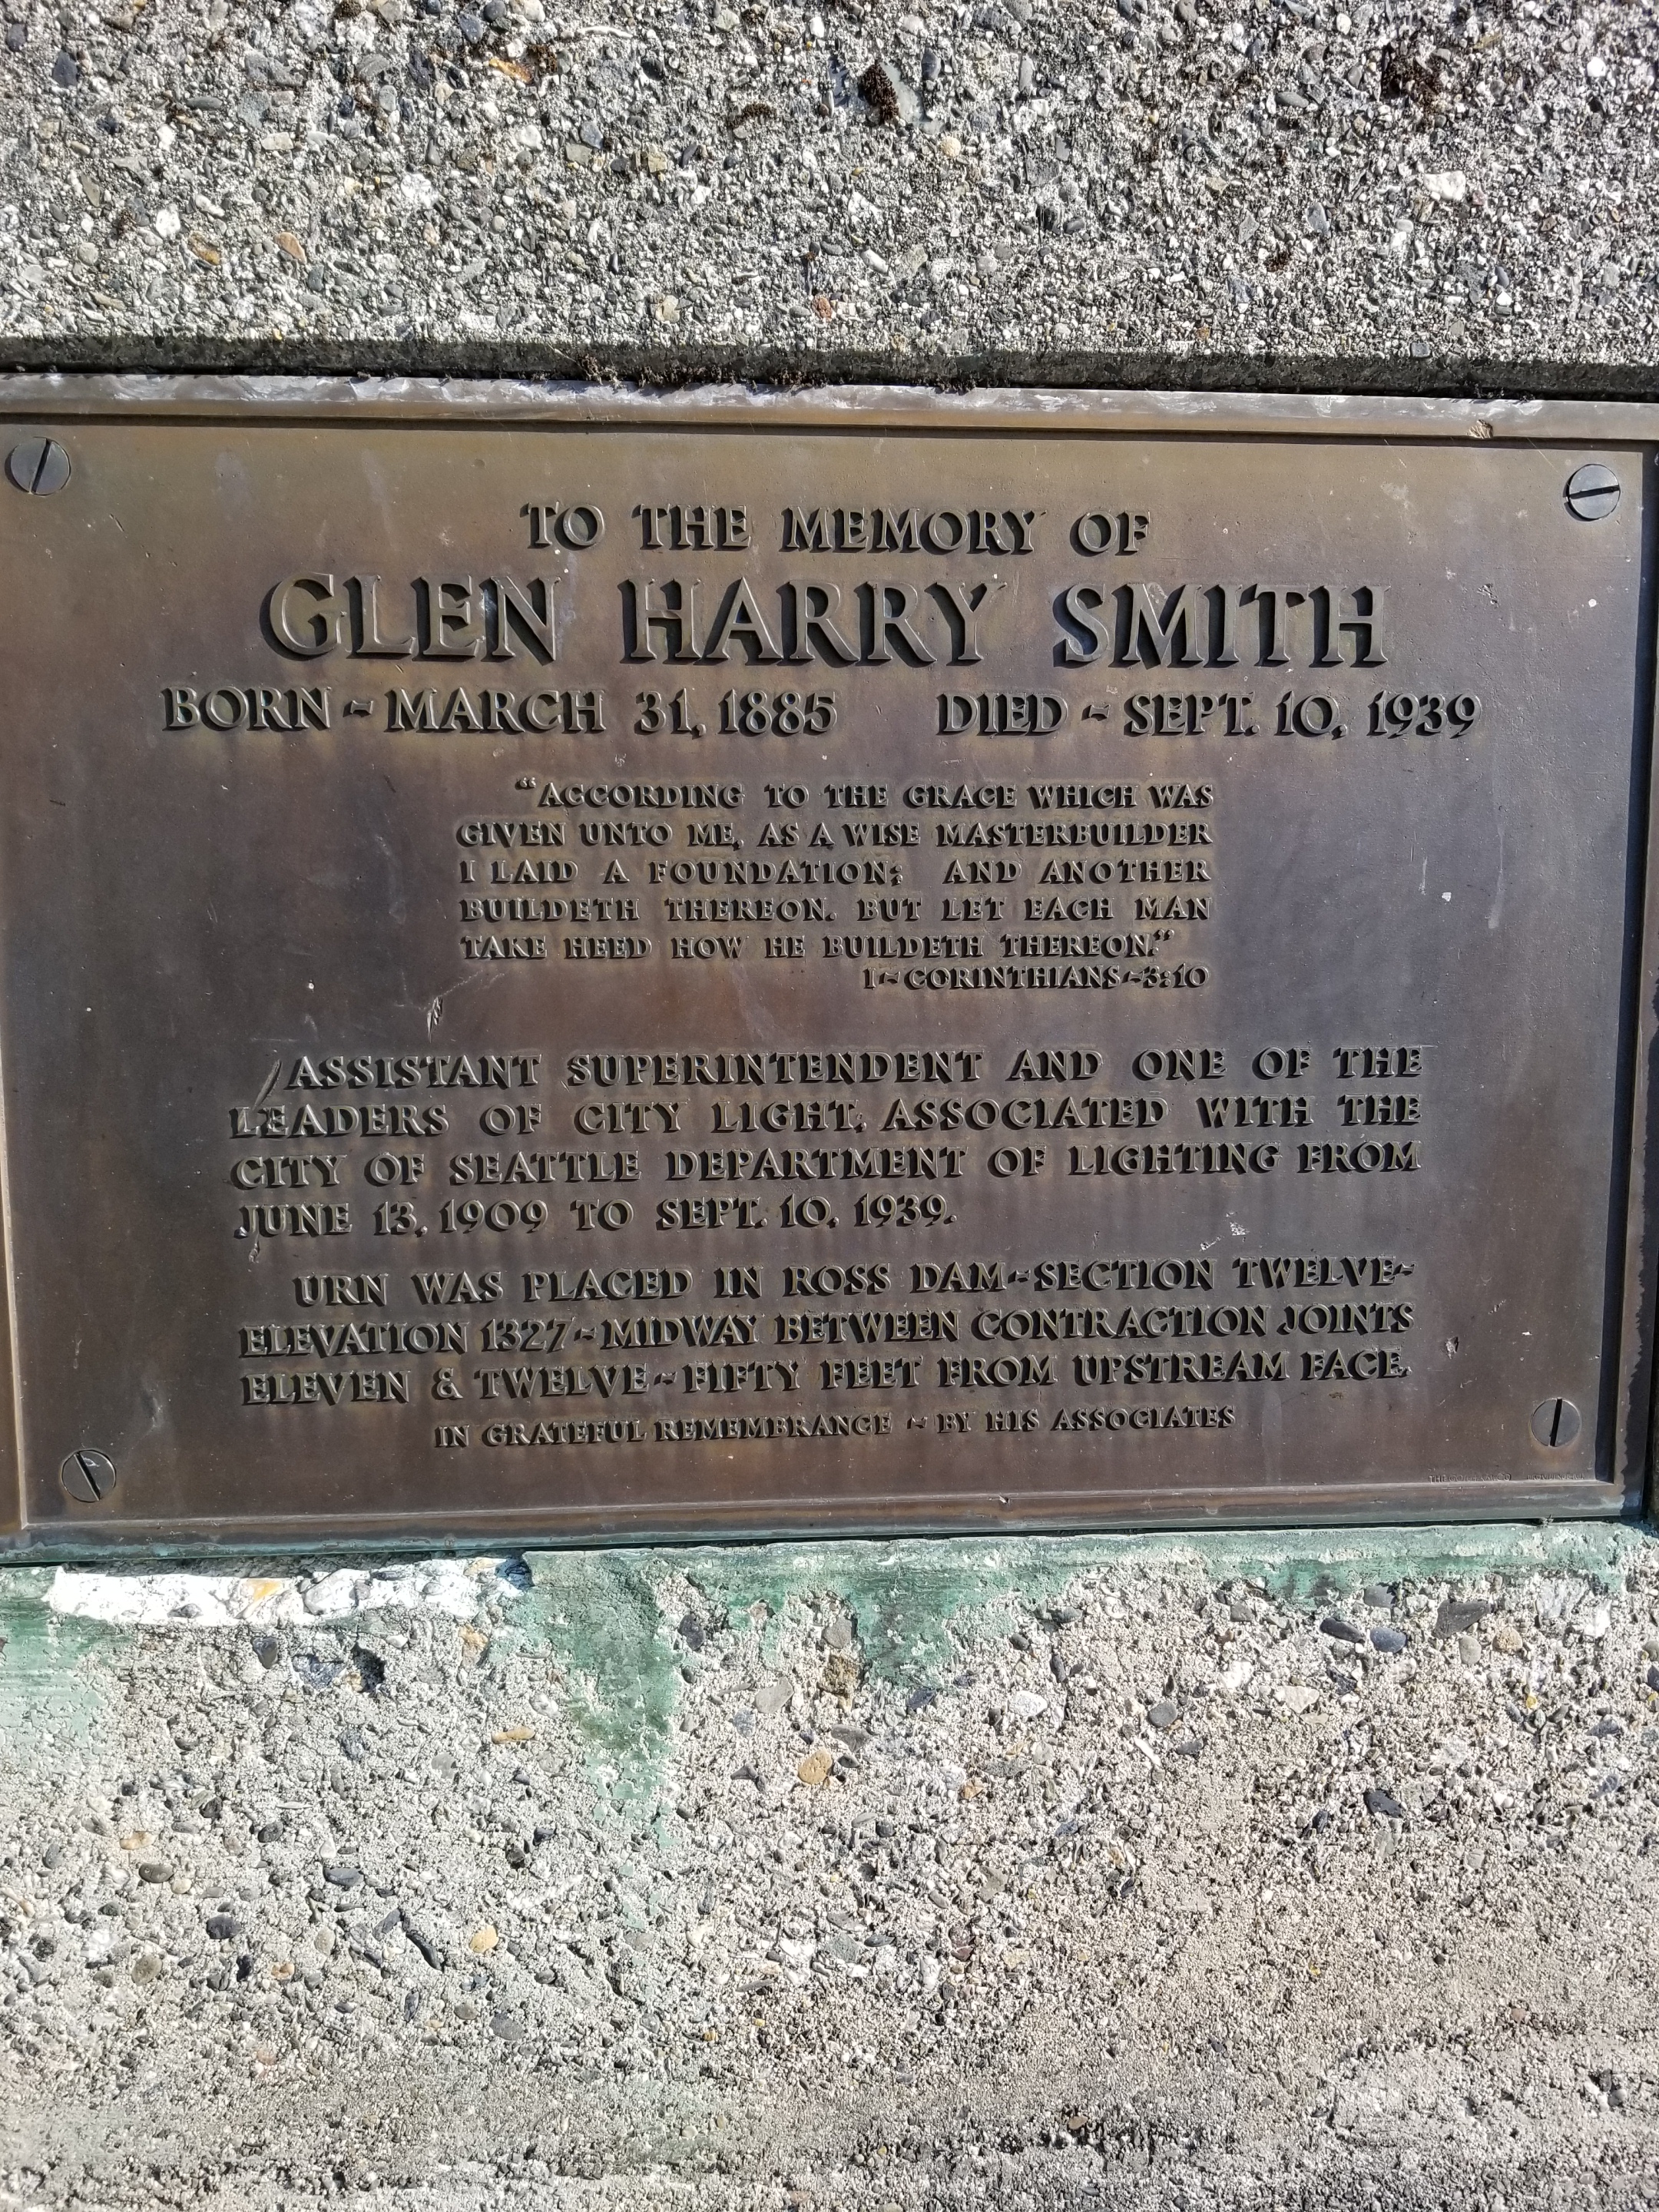 TO THE MEMORY OF
GLEN HARRY SMITH
BORN ~ MARCH 31, 1885 DIED ~ SEPT. 10, 1939
"ACCORDING TO THE GRACE WHICH WAS
GIVEN UNTO ME, AS A WISE MASTERBUILDER
I LAID A FOUNDATION; AND ANOTHER
BUILDETH THEREON. BUT LET EACH MAN
TAKE HEED HOW HE BUILDETH THEREON."
1~CORINTHIANS~3:10
ASSISTANT SUPERINTENDENT AND ONE OF THE
LEADERS OF CITY LIGHT, ASSOCIATED WITH THE
CITY OF SEATTLE DEPARTMENT OF LIGHTING FROM
JUNE 13, 1909 TO SEPT. 10, 1939.
URN WAS PLACED IN ROSS DAM~SECTION TWELVE~
ELEVATION 1327~MIDWAY BETWEEN CONTRACTION JOINTS
ELEVEN & TWELVE~FIFTY FEET FROM UPSTREAM FACE.
IN GRATEFUL REMEMBRANCE ~ BY HIS ASSOCIATES